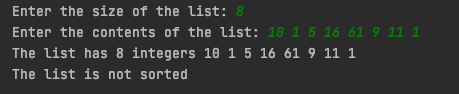 Enter the size of the list: 8
Enter the contents of the list: 10 1 5 16 61 9 11 1
The list has 8 integers 10 1 5 16 61 9 11 1
The list is not sorted